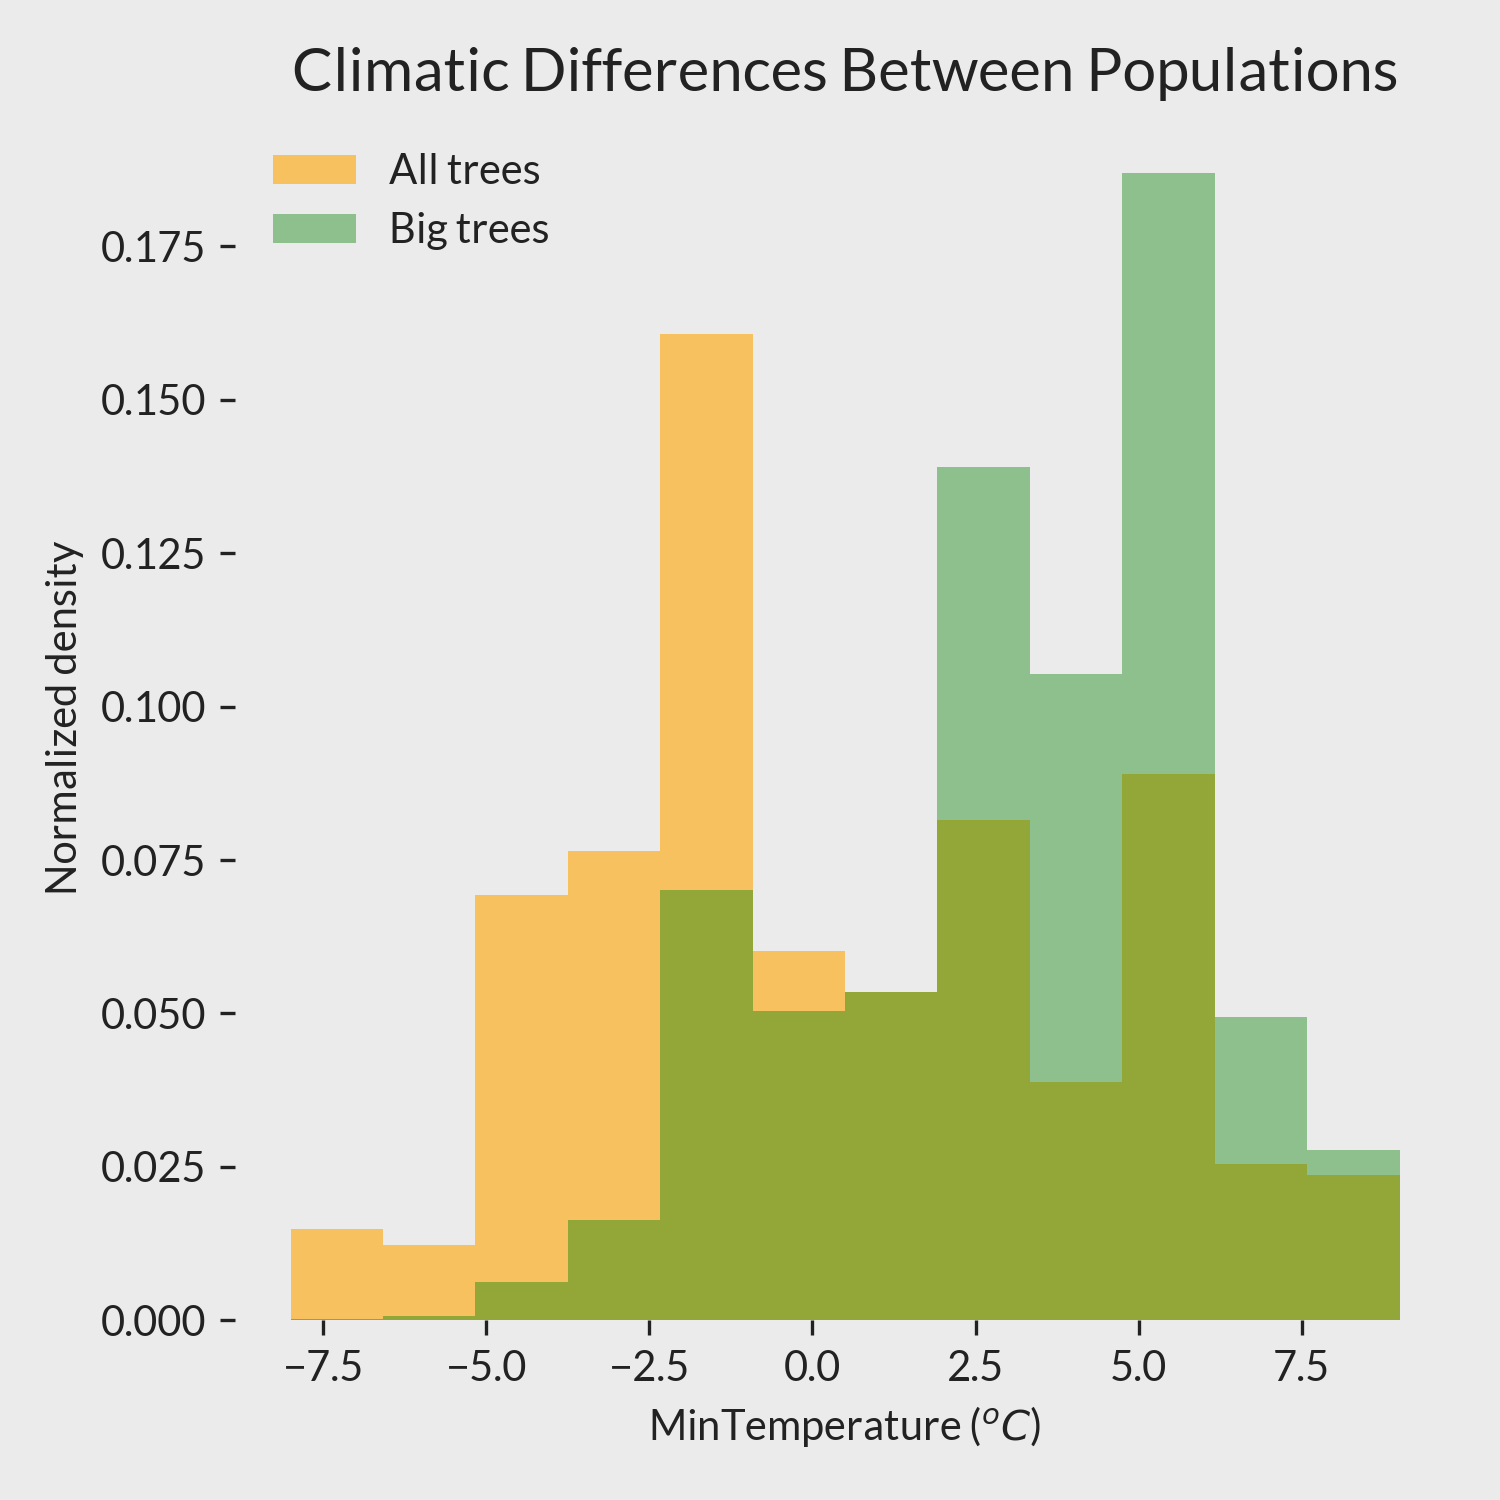 Climatic Differences Between Populations
All trees
Big trees
0.175
0.150
0.125
0.100
0.075
0.050
0.025
0.000
Normalized density
−7.5 −5.0 −2.5 0.0 2.5 5.0 7.5
MinTemperature (°C)